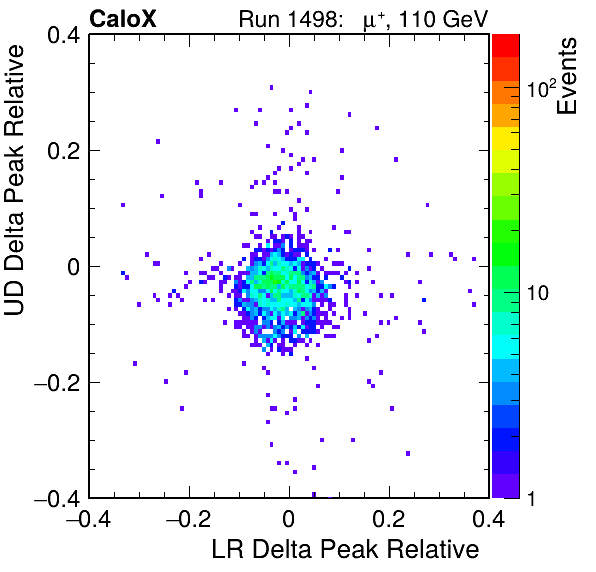 CaloX Run 1498: μ⁺, 110 GeV
UD Delta Peak Relative
0.4
0.2
0
−0.2
−0.4
−0.4 −0.2 0 0.2 0.4
LR Delta Peak Relative
Events
10²
10
1